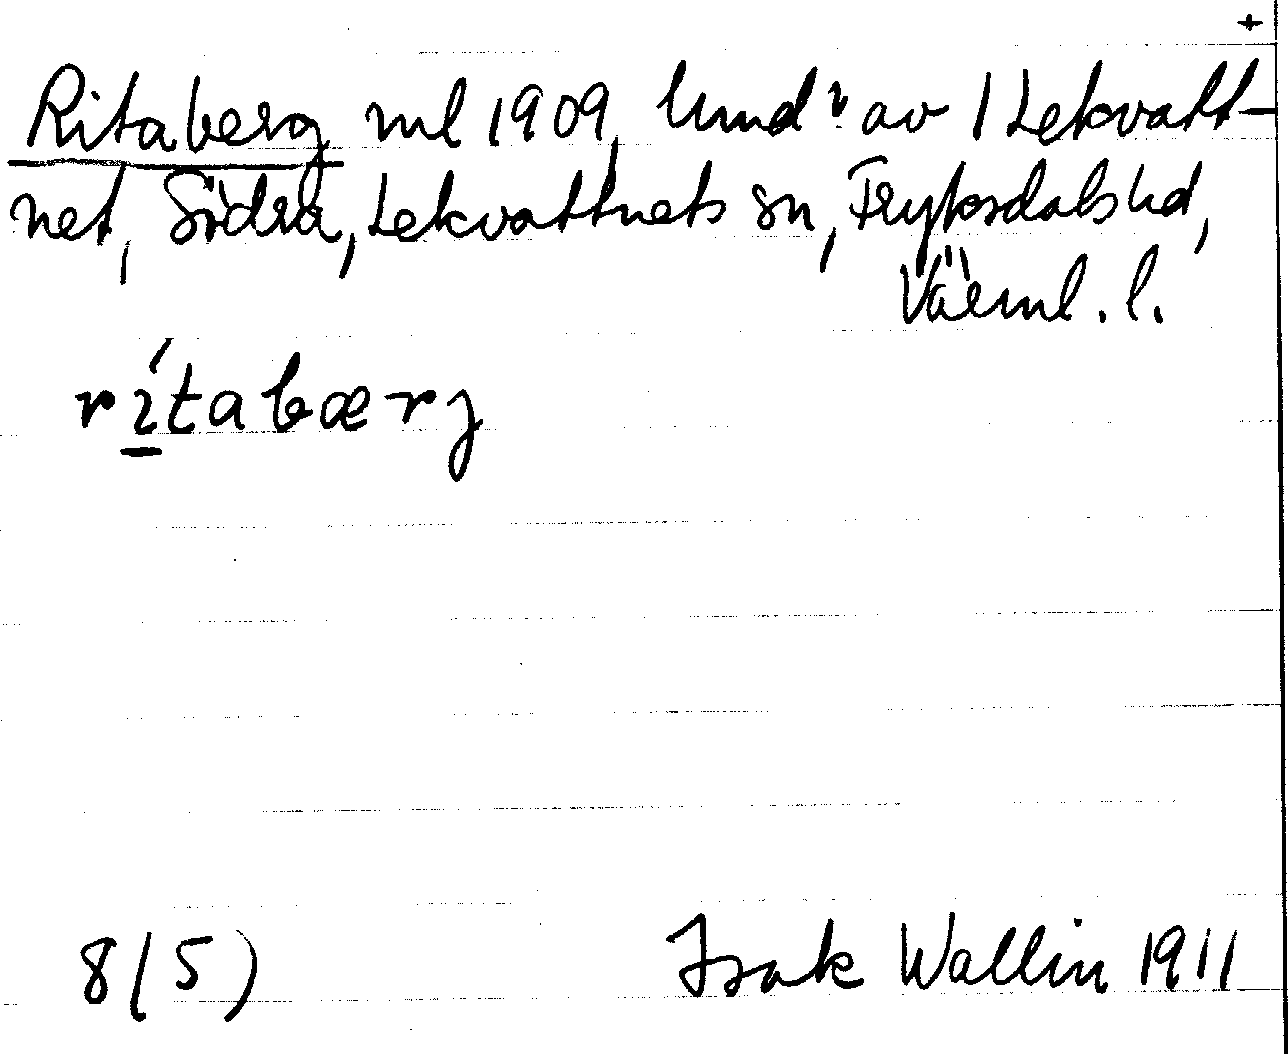 +
Ritaberg ml 1909, Unda av 1 Lekvatt-
net, Södra, Lekvattnets sn, Fryksdals hd,
Värml. l.
rítabærj
8(5) Isak Wallin 1911